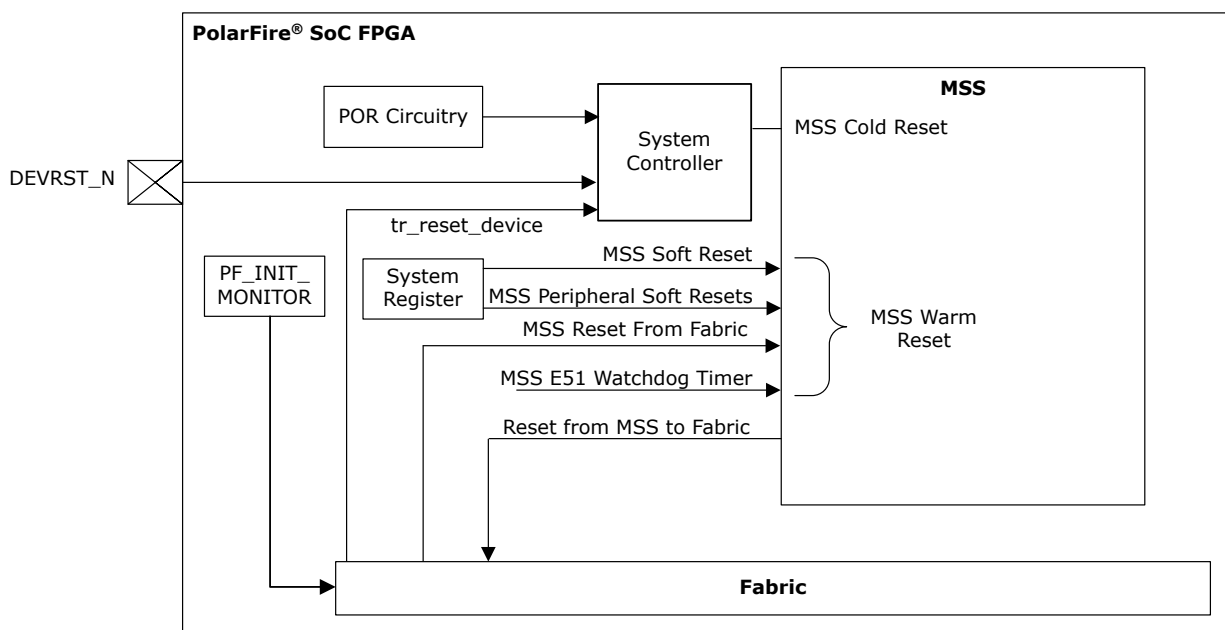 PolarFire® SoC FPGA
MSS
POR Circuitry
System
Controller
MSS Cold Reset
DEVRST_N
tr_reset_device
PF_INIT_
MONITOR
System
Register
MSS Soft Reset
MSS Peripheral Soft Resets
MSS Reset From Fabric
MSS E51 Watchdog Timer
MSS Warm
Reset
Reset from MSS to Fabric
Fabric